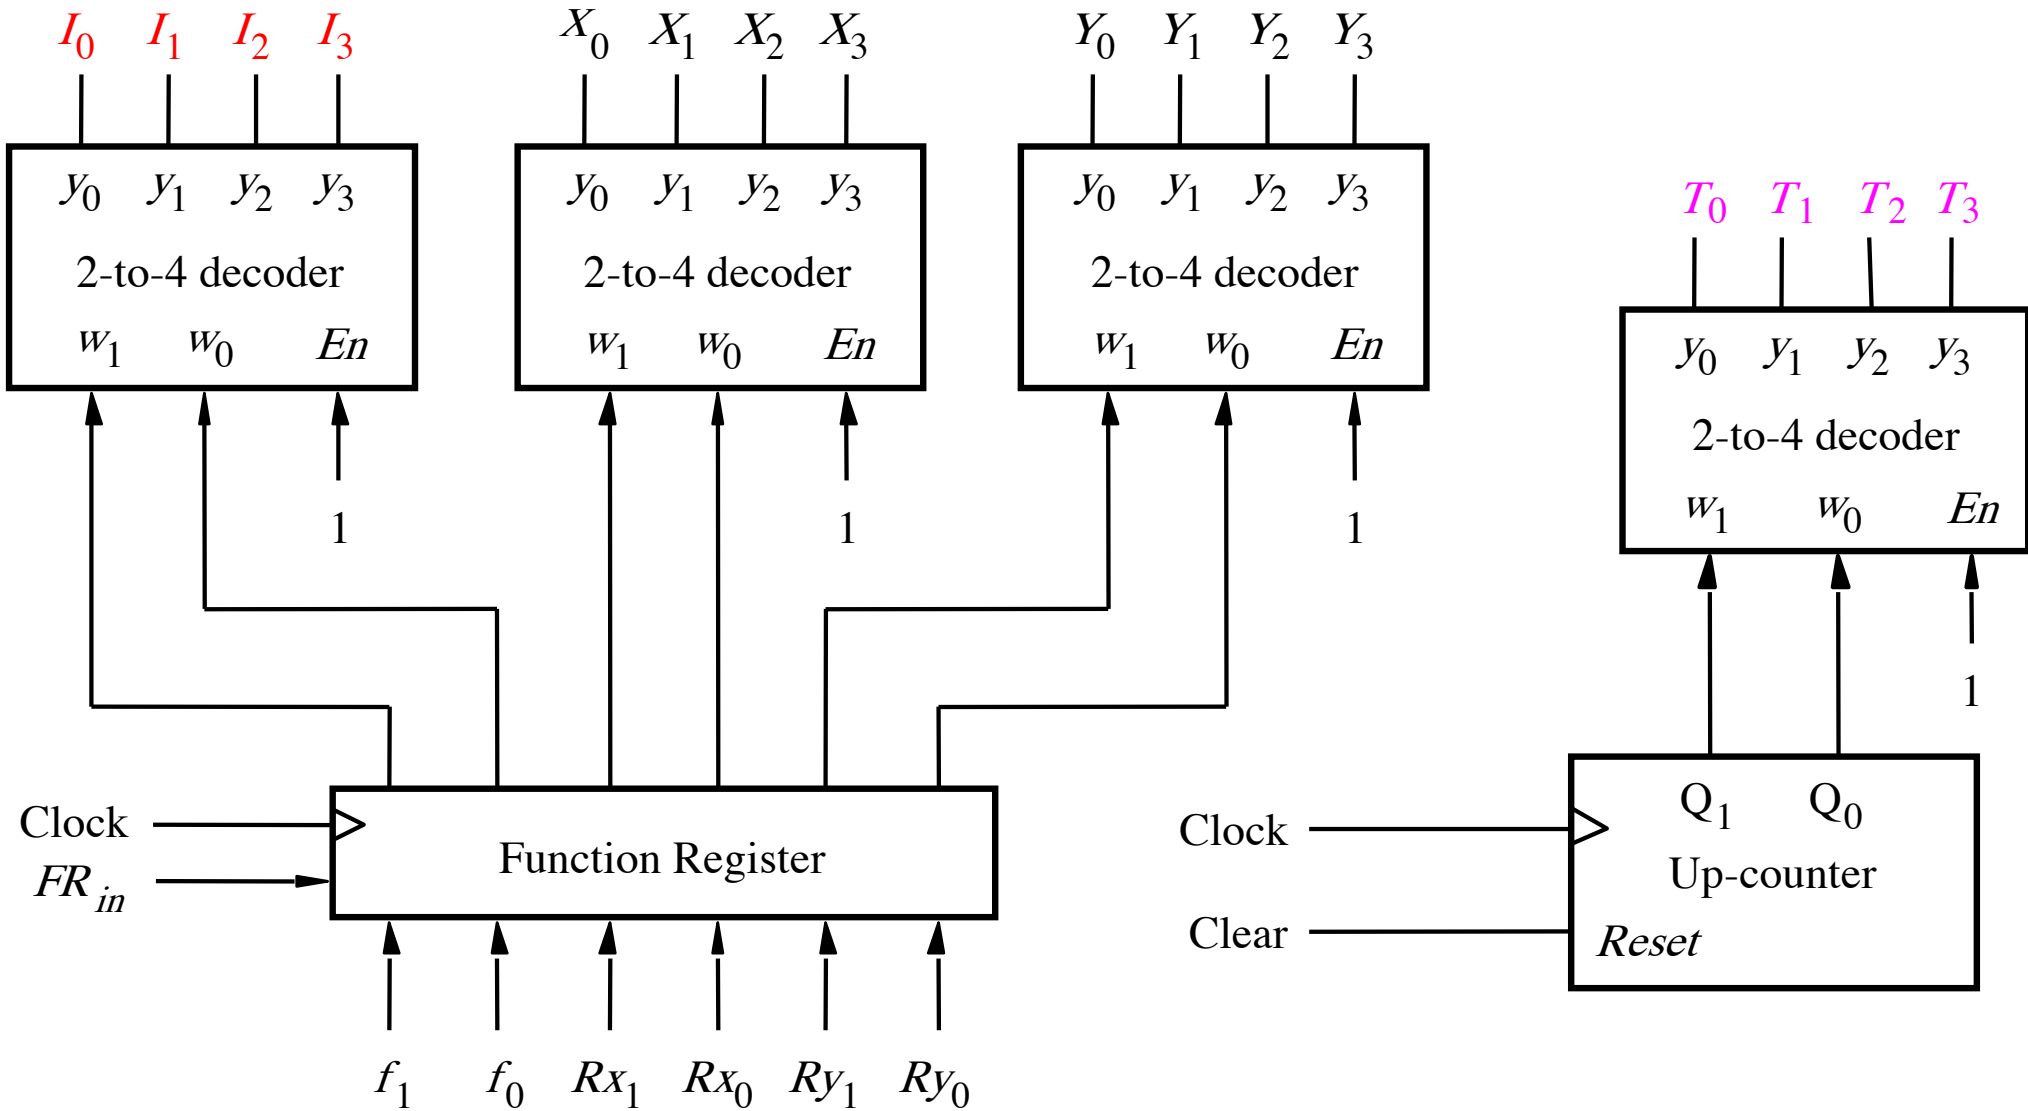 I0 I1 I2 I3 X0 X1 X2 X3 Y0 Y1 Y2 Y3
T0 T1 T2 T3
y0 y1 y2 y3 y0 y1 y2 y3 y0 y1 y2 y3
2-to-4 decoder 2-to-4 decoder 2-to-4 decoder
w1 w0 En w1 w0 En w1 w0 En
y0 y1 y2 y3
2-to-4 decoder
w1 w0 En
1 1 1
1
Clock
FR in
Function Register
Clock
Clear
Q1 Q0
Up-counter
Reset
f1 f0 Rx1 Rx0 Ry1 Ry0